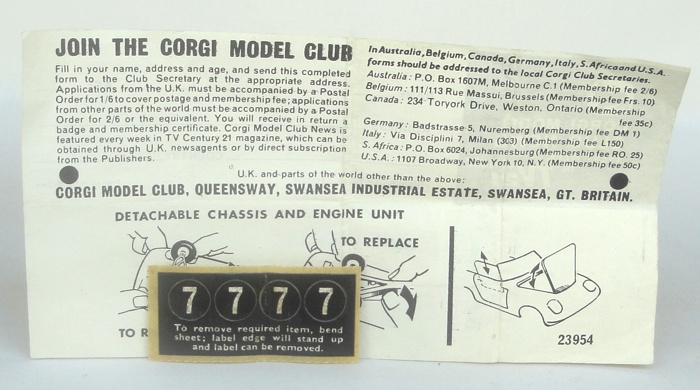 JOIN THE CORGI MODEL CLUB
Fill in your name, address and age, and send this completed
form to the Club Secretary at the appropriate address.
Applications from the U.K. must be accompanied by a Postal
Order for 1/6 to cover postage and membership fee; applications
from other parts of the world must be accompanied by a Postal
Order for 2/6 or the equivalent. You will receive in return a
badge and membership certificate. Corgi Model Club News is
featured every week in TV Century 21 magazine, which can be
obtained through U.K. newsagents or by direct subscription
from the Publishers.
In Australia, Belgium, Canada, Germany, Italy, S. Africa and U.S.A.
forms should be addressed to the local Corgi Club Secretaries.
Australia: P.O. Box 1607M, Melbourne C.1 (Membership fee 2/6)
Belgium: 111/113 Rue Massui, Brussels (Membership fee Frs. 10)
Canada: 234 Toryork Drive, Weston, Ontario (Membership
fee 35c)
Germany: Badstrasse 5, Nuremberg (Membership fee DM 1)
Italy: Via Disciplini 7, Milan (303) (Membership fee L150)
S. Africa: P.O. Box 6024, Johannesburg (Membership fee RO. 25)
U.S.A.: 1107 Broadway, New York 10, N.Y. (Membership fee 50c)
U.K. and parts of the world other than the above:
CORGI MODEL CLUB, QUEENSWAY, SWANSEA INDUSTRIAL ESTATE, SWANSEA, GT. BRITAIN.
DETACHABLE CHASSIS AND ENGINE UNIT
TO REPLACE
TO R
7 7 7 7
To remove required item, bend
sheet; label edge will stand up
and label can be removed.
23954